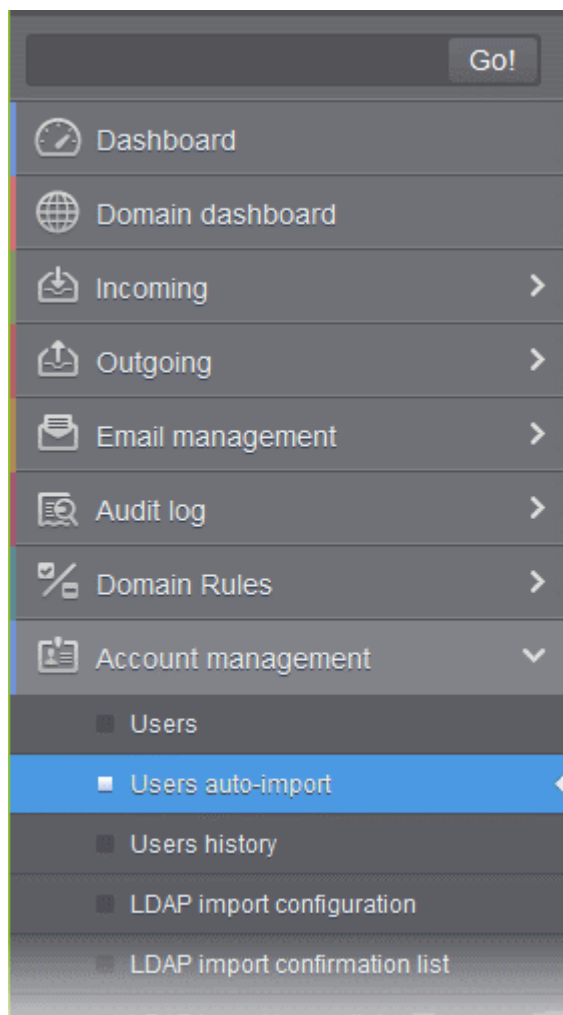 Go!
Dashboard
Domain dashboard
Incoming
Outgoing
Email management
Audit log
Domain Rules
Account management
Users
Users auto-import
Users history
LDAP import configuration
LDAP import confirmation list